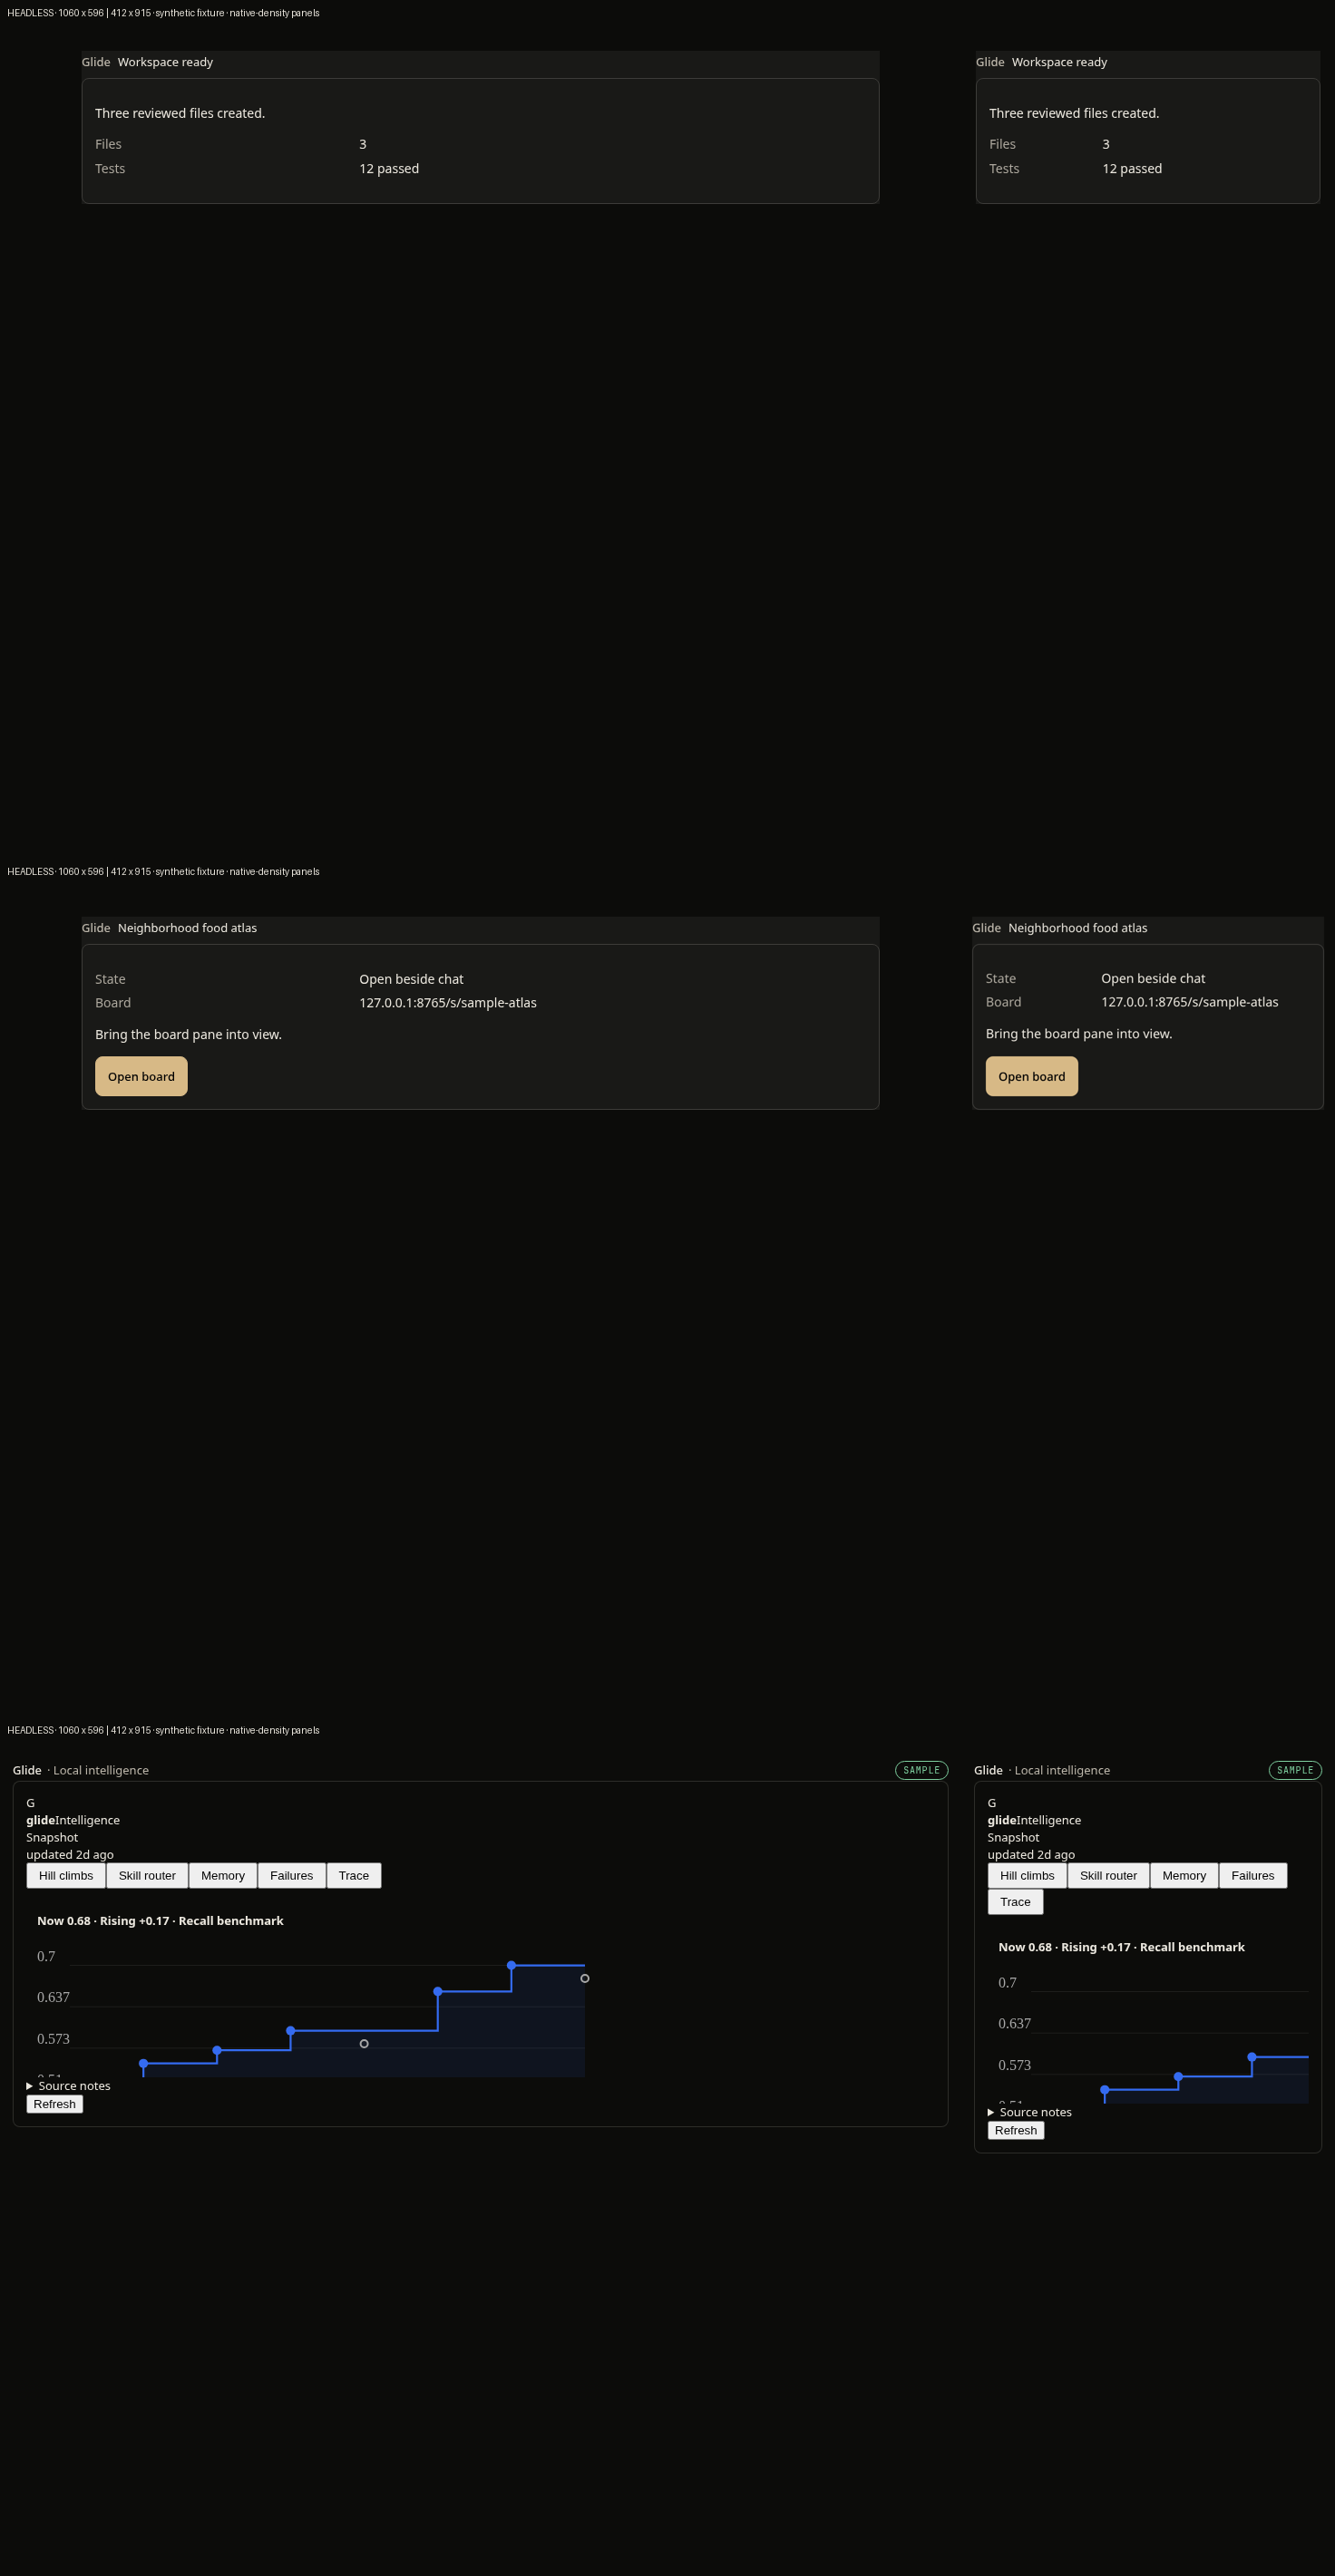 HEADLESS · 1060 x 596 | 412 x 915 · synthetic fixture · native-density panels
Glide Workspace ready
Three reviewed files created.
Files 3
Tests 12 passed
Glide Workspace ready
Three reviewed files created.
Files 3
Tests 12 passed
HEADLESS · 1060 x 596 | 412 x 915 · synthetic fixture · native-density panels
Glide Neighborhood food atlas
State Open beside chat
Board 127.0.0.1:8765/s/sample-atlas
Bring the board pane into view.
Open board
Glide Neighborhood food atlas
State Open beside chat
Board 127.0.0.1:8765/s/sample-atlas
Bring the board pane into view.
Open board
HEADLESS · 1060 x 596 | 412 x 915 · synthetic fixture · native-density panels
Glide · Local intelligence SAMPLE
G
glideIntelligence
Snapshot
updated 2d ago
Hill climbs Skill router Memory Failures Trace
Now 0.68 · Rising +0.17 · Recall benchmark
0.7
0.637
0.573
Source notes
Refresh
Glide · Local intelligence SAMPLE
G
glideIntelligence
Snapshot
updated 2d ago
Hill climbs Skill router Memory Failures
Trace
Now 0.68 · Rising +0.17 · Recall benchmark
0.7
0.637
0.573
Source notes
Refresh